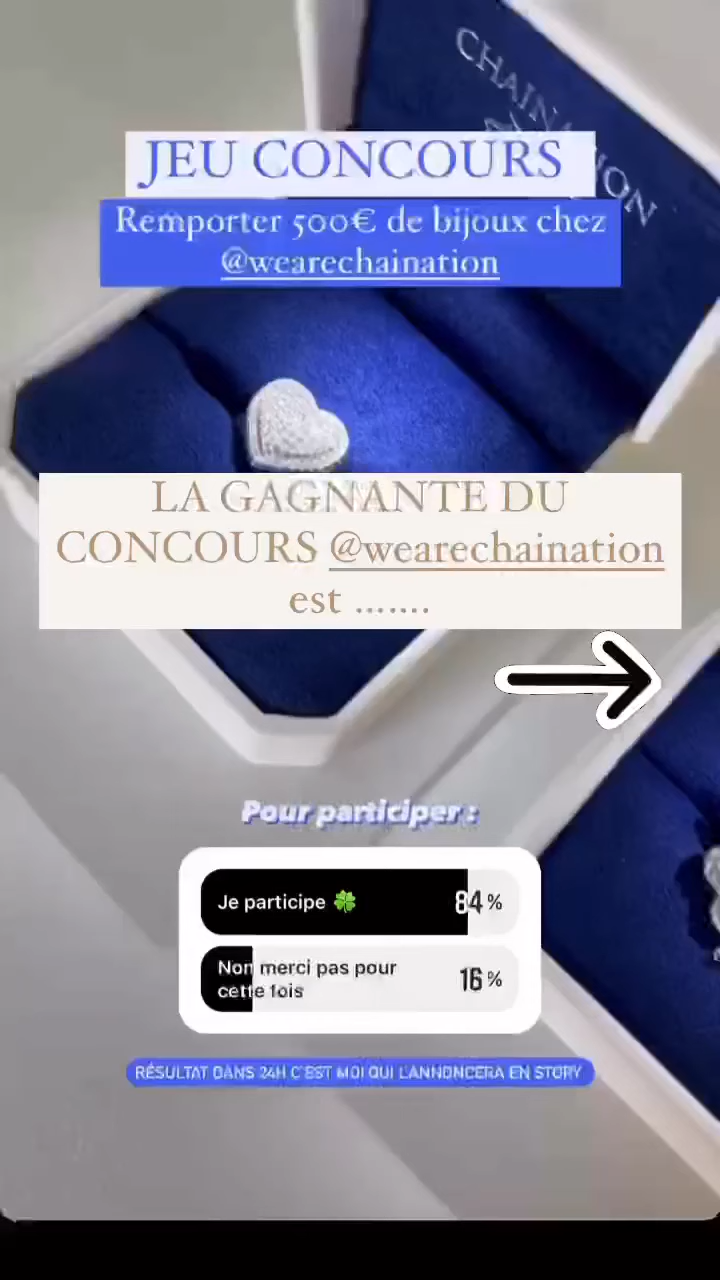 CHAINATION
JEU CONCOURS
Remporter 500€ de bijoux chez
@wearechaination
LA GAGNANTE DU
CONCOURS @wearechaination
est .......
Pour participer :
Je participe 🍀 84%
Non merci pas pour
cette fois 16%
RÉSULTAT DANS 24H C'EST MOI QUI L'ANNONCERA EN STORY